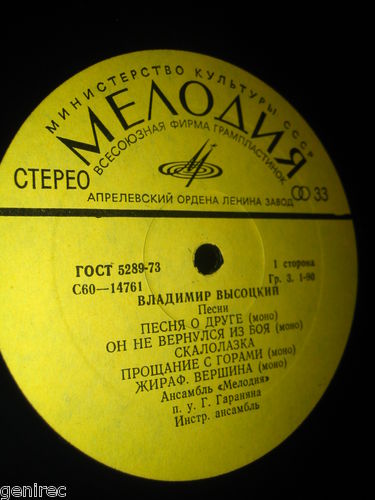 МИНИСТЕРСТВО КУЛЬТУРЫ СССР
МЕЛОДИЯ
ВСЕСОЮЗНАЯ ФИРМА ГРАМПЛАСТИНОК
СТЕРЕО
33
АПРЕЛЕВСКИЙ ОРДЕНА ЛЕНИНА ЗАВОД
ГОСТ 5289-73
1 сторона
С60—14761
Гр. 3. 1-90
ВЛАДИМИР ВЫСОЦКИЙ
Песни
ПЕСНЯ О ДРУГЕ (моно)
ОН НЕ ВЕРНУЛСЯ ИЗ БОЯ (моно)
СКАЛОЛАЗКА
ПРОЩАНИЕ С ГОРАМИ (моно)
ЖИРАФ. ВЕРШИНА (моно)
Ансамбль «Мелодия»
п. у. Г. Гараняна
Инстр. ансамбль
genirec